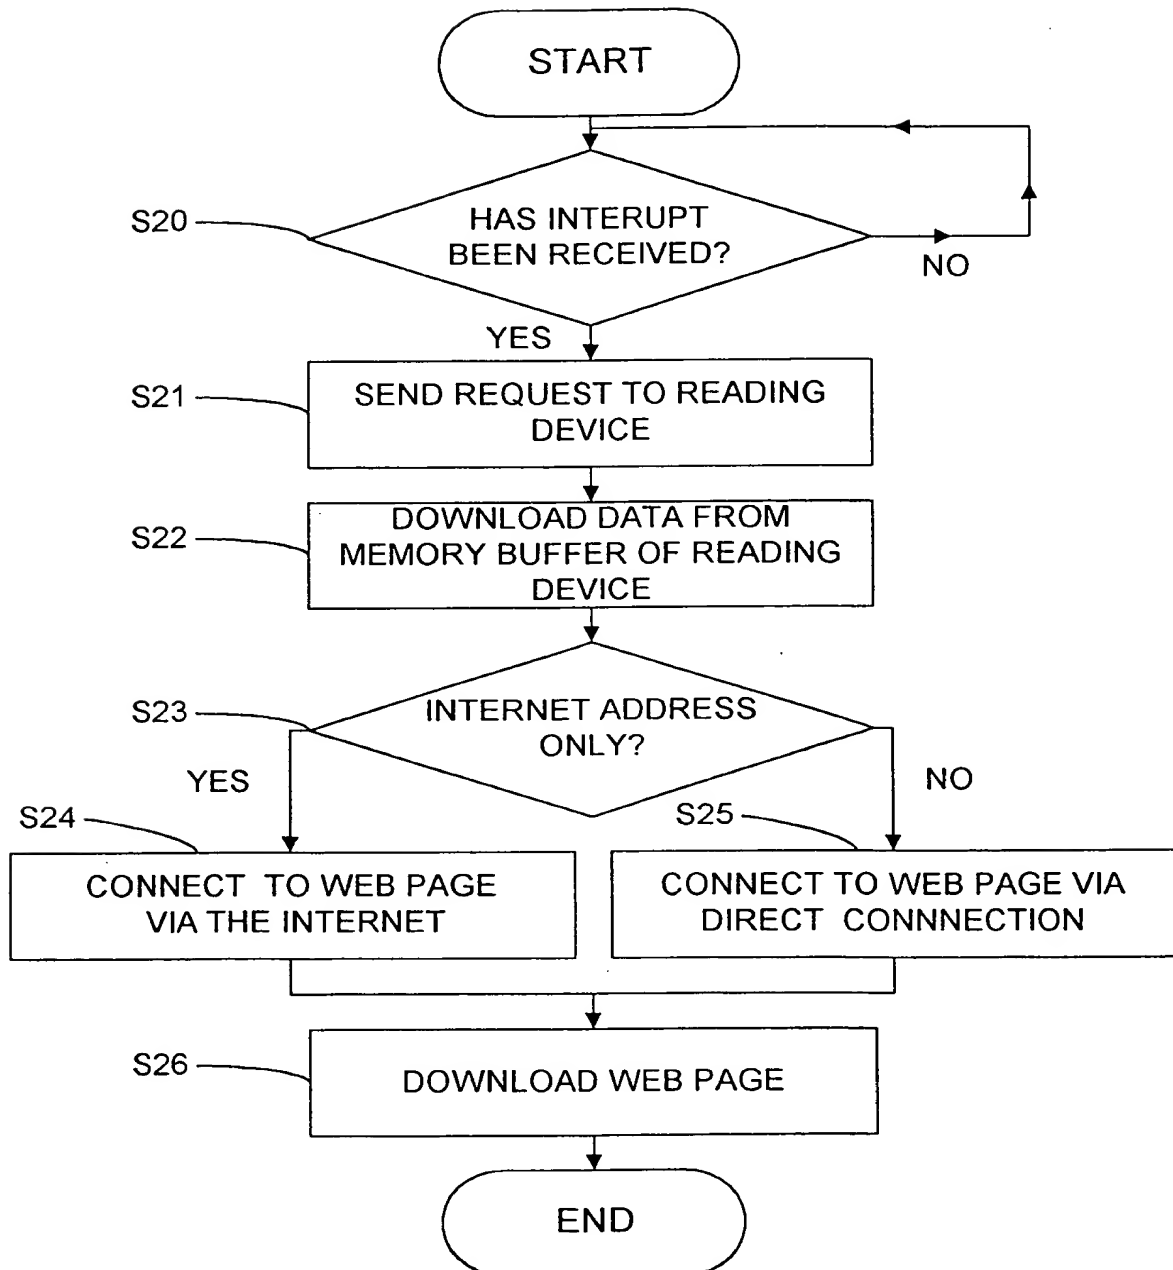 START
S20
HAS INTERUPT
BEEN RECEIVED?
NO
YES
S21
SEND REQUEST TO READING
DEVICE
S22
DOWNLOAD DATA FROM
MEMORY BUFFER OF READING
DEVICE
S23
INTERNET ADDRESS
ONLY?
YES
NO
S24
S25
CONNECT TO WEB PAGE
VIA THE INTERNET
CONNECT TO WEB PAGE VIA
DIRECT CONNNECTION
S26
DOWNLOAD WEB PAGE
END